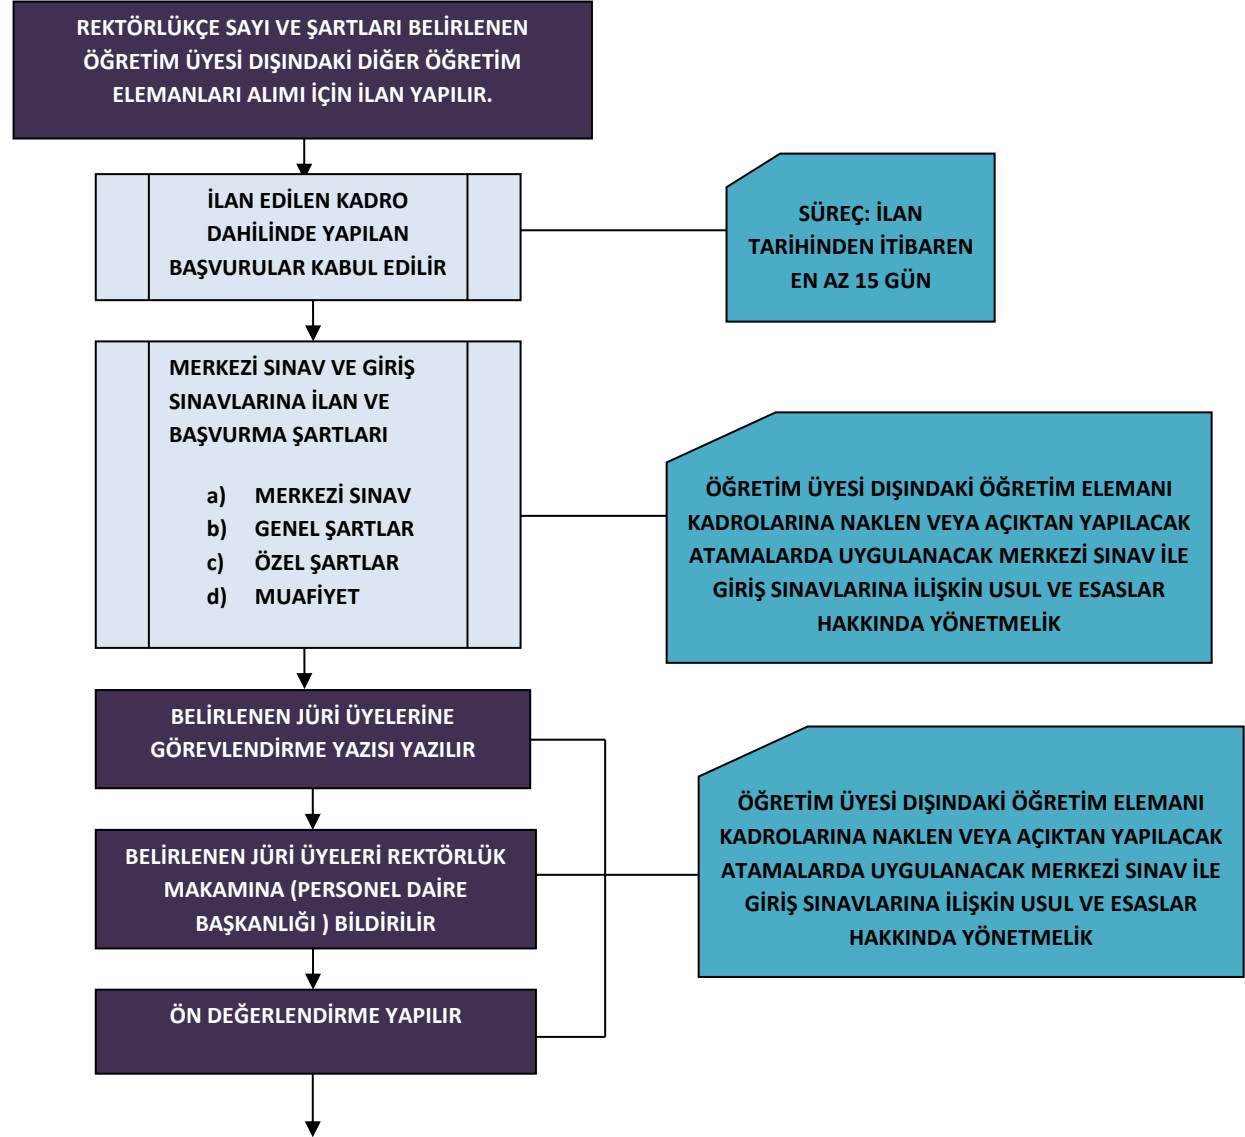 REKTÖRLÜKÇE SAYI VE ŞARTLARI BELİRLENEN
ÖĞRETİM ÜYESİ DIŞINDAKİ DİĞER ÖĞRETİM
ELEMANLARI ALIMI İÇİN İLAN YAPILIR.
İLAN EDİLEN KADRO
DAHİLİNDE YAPILAN
BAŞVURULAR KABUL EDİLİR
SÜREÇ: İLAN
TARİHİNDEN İTİBAREN
EN AZ 15 GÜN
MERKEZİ SINAV VE GİRİŞ
SINAVLARINA İLAN VE
BAŞVURMA ŞARTLARI
a) MERKEZİ SINAV
b) GENEL ŞARTLAR
c) ÖZEL ŞARTLAR
d) MUAFİYET
ÖĞRETİM ÜYESİ DIŞINDAKİ ÖĞRETİM ELEMANI
KADROLARINA NAKLEN VEYA AÇIKTAN YAPILACAK
ATAMALARDA UYGULANACAK MERKEZİ SINAV İLE
GİRİŞ SINAVLARINA İLİŞKİN USUL VE ESASLAR
HAKKINDA YÖNETMELİK
BELİRLENEN JÜRİ ÜYELERİNE
GÖREVLENDİRME YAZISI YAZILIR
BELİRLENEN JÜRİ ÜYELERİ REKTÖRLÜK
MAKAMINA (PERSONEL DAİRE
BAŞKANLIĞI ) BİLDİRİLİR
ÖĞRETİM ÜYESİ DIŞINDAKİ ÖĞRETİM ELEMANI
KADROLARINA NAKLEN VEYA AÇIKTAN YAPILACAK
ATAMALARDA UYGULANACAK MERKEZİ SINAV İLE
GİRİŞ SINAVLARINA İLİŞKİN USUL VE ESASLAR
HAKKINDA YÖNETMELİK
ÖN DEĞERLENDİRME YAPILIR